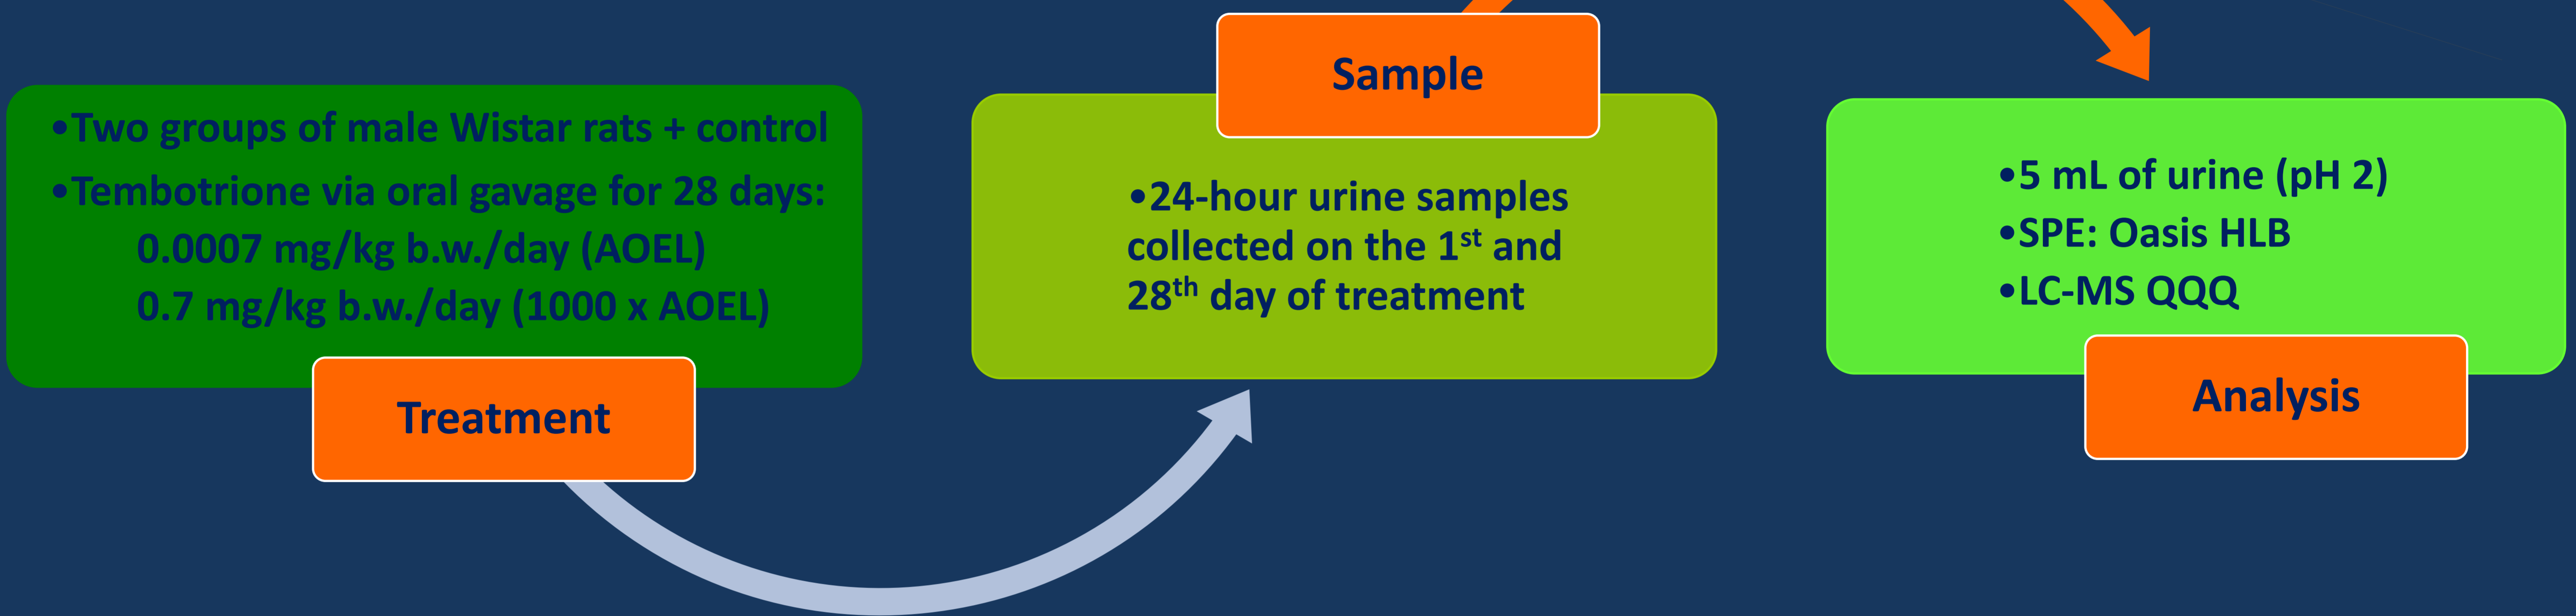 •Two groups of male Wistar rats + control
•Tembotrione via oral gavage for 28 days:
0.0007 mg/kg b.w./day (AOEL)
0.7 mg/kg b.w./day (1000 x AOEL)
Treatment
Sample
•24-hour urine samples
collected on the 1st and
28th day of treatment
•5 mL of urine (pH 2)
•SPE: Oasis HLB
•LC-MS QQQ
Analysis